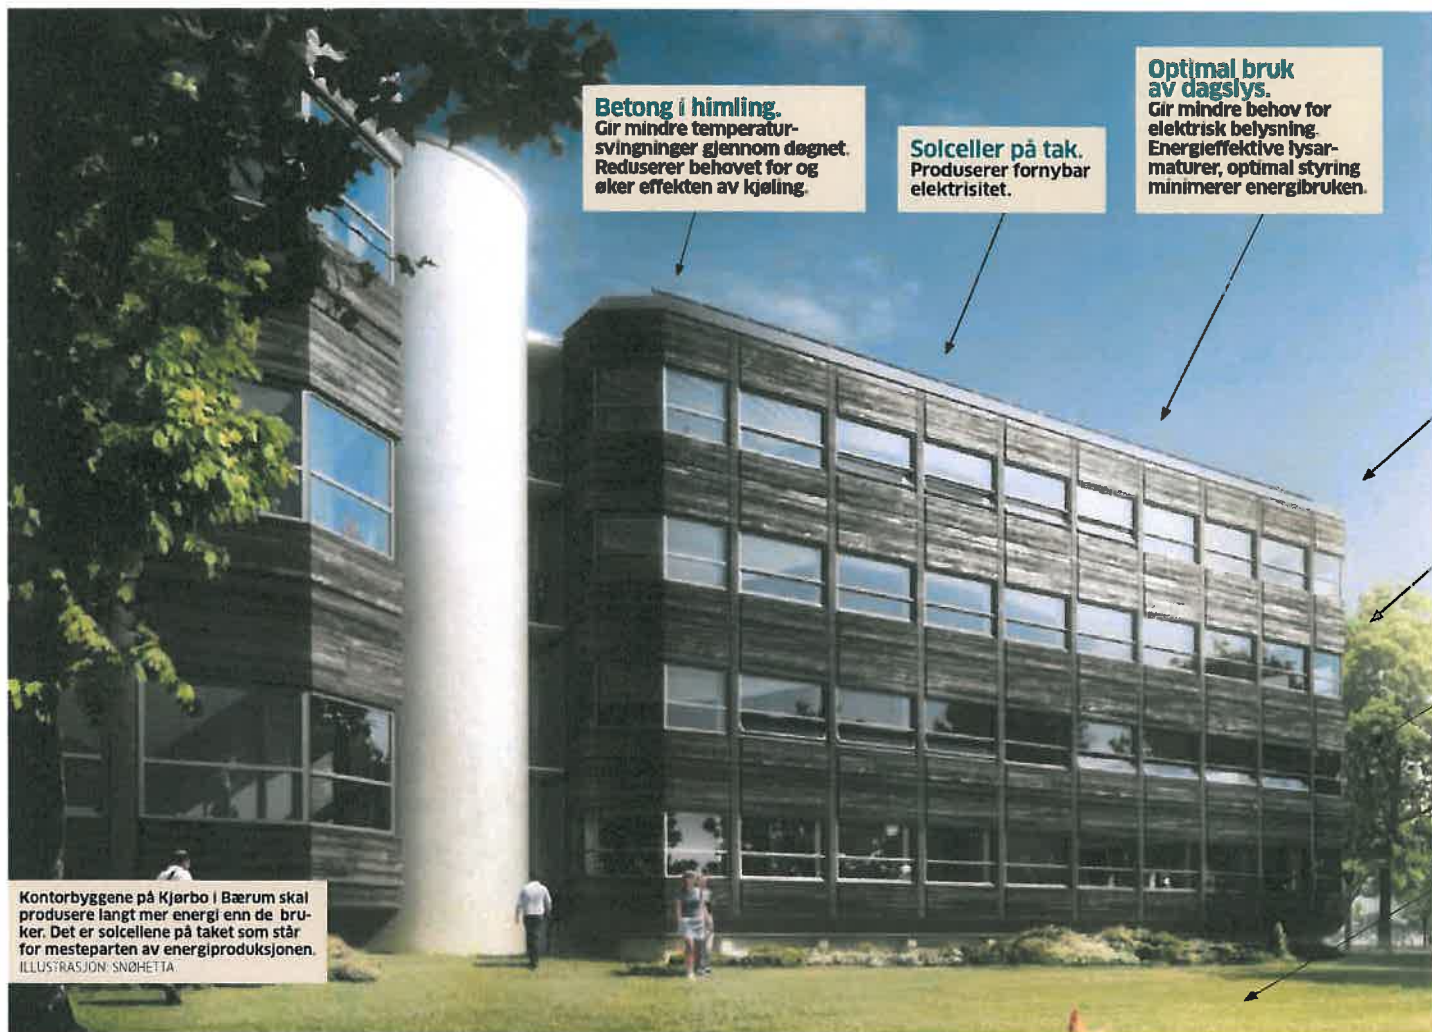 Betong i himling.
Gir mindre temperatur-
svingninger gjennom døgnet.
Reduserer behovet for og
øker effekten av kjøling.
Solceller på tak.
Produserer fornybar
elektrisitet.
Optimal bruk
av dagslys.
Gir mindre behov for
elektrisk belysning.
Energieffektive lysar-
maturer, optimal styring
minimerer energibruken.
Kontorbyggene på Kjørbo i Bærum skal
produsere langt mer energi enn de bru-
ker. Det er solcellene på taket som står
for mesteparten av energiproduksjonen.
ILLUSTRASJON: SNØHETTA